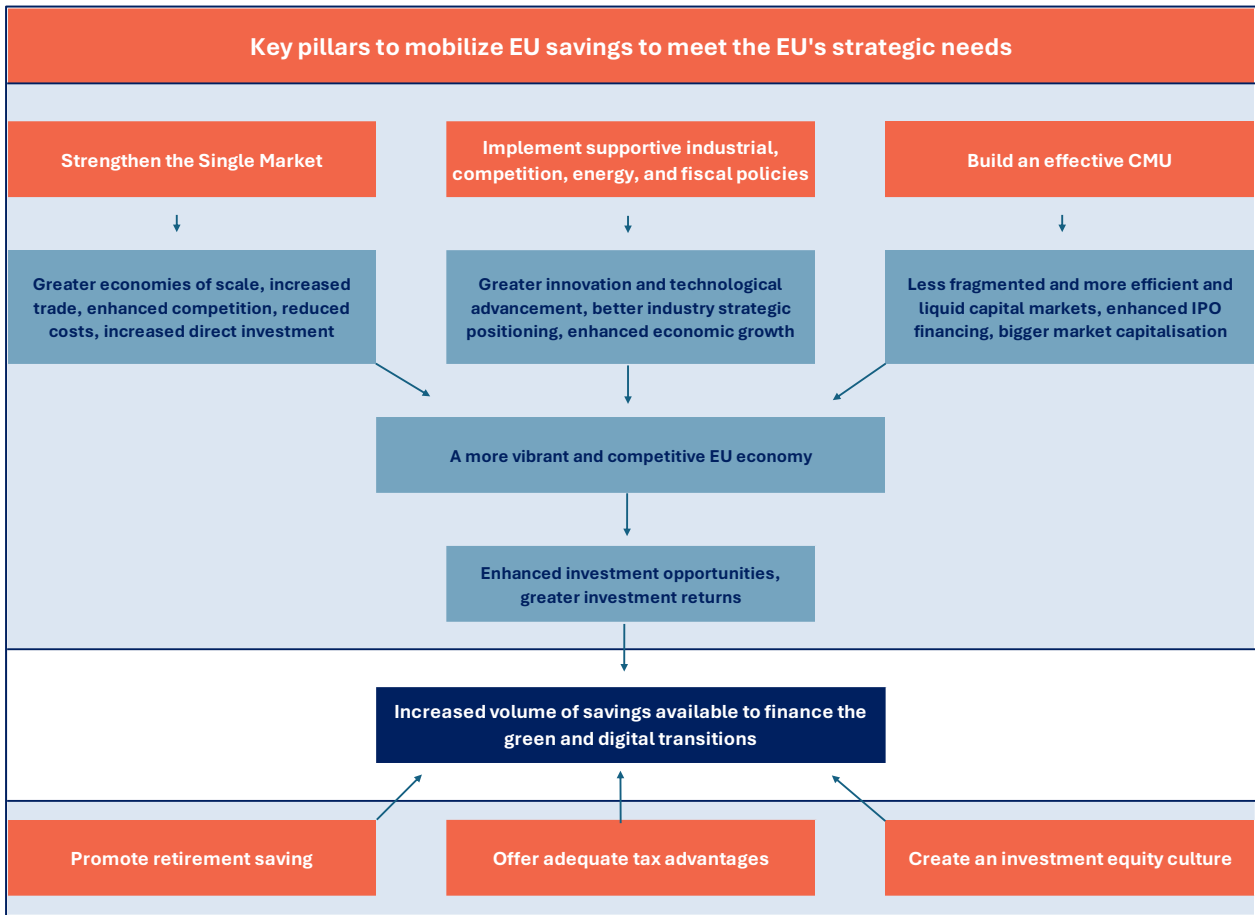 Key pillars to mobilize EU savings to meet the EU's strategic needs
Strengthen the Single Market
Implement supportive industrial,
competition, energy, and fiscal policies
Build an effective CMU
Greater economies of scale, increased
trade, enhanced competition, reduced
costs, increased direct investment
Greater innovation and technological
advancement, better industry strategic
positioning, enhanced economic growth
Less fragmented and more efficient and
liquid capital markets, enhanced IPO
financing, bigger market capitalisation
A more vibrant and competitive EU economy
Enhanced investment opportunities,
greater investment returns
Increased volume of savings available to finance the
green and digital transitions
Promote retirement saving
Offer adequate tax advantages
Create an investment equity culture